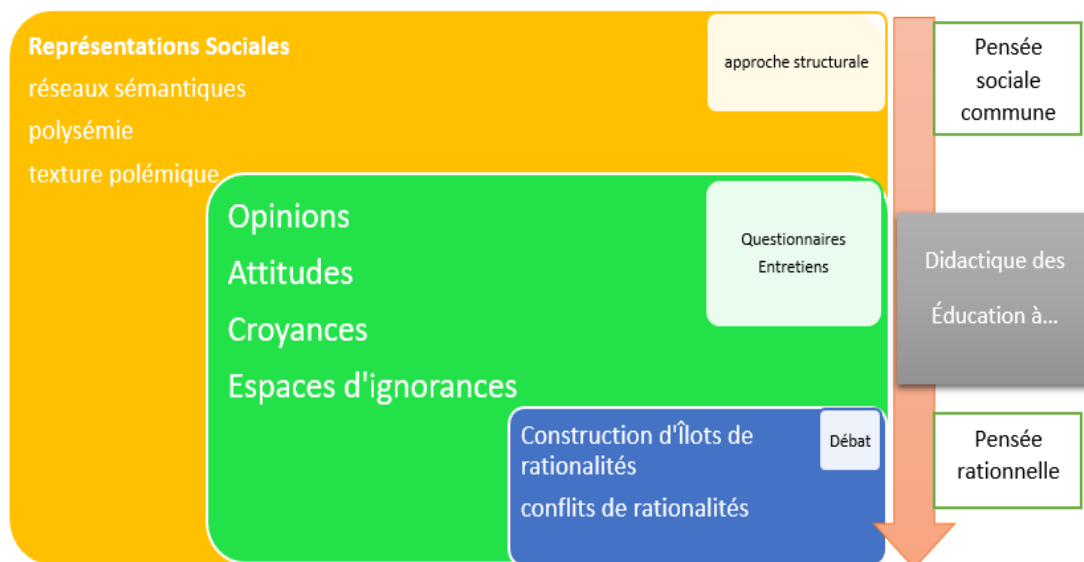 Représentations Sociales
réseaux sémantiques
polysémie
texture polémique
approche structurale
Pensée
sociale
commune
Opinions
Attitudes
Croyances
Espaces d'ignorances
Questionnaires
Entretiens
Didactique des
Éducation à...
Construction d'Îlots de
rationalités
conflits de rationalités
Débat
Pensée
rationnelle